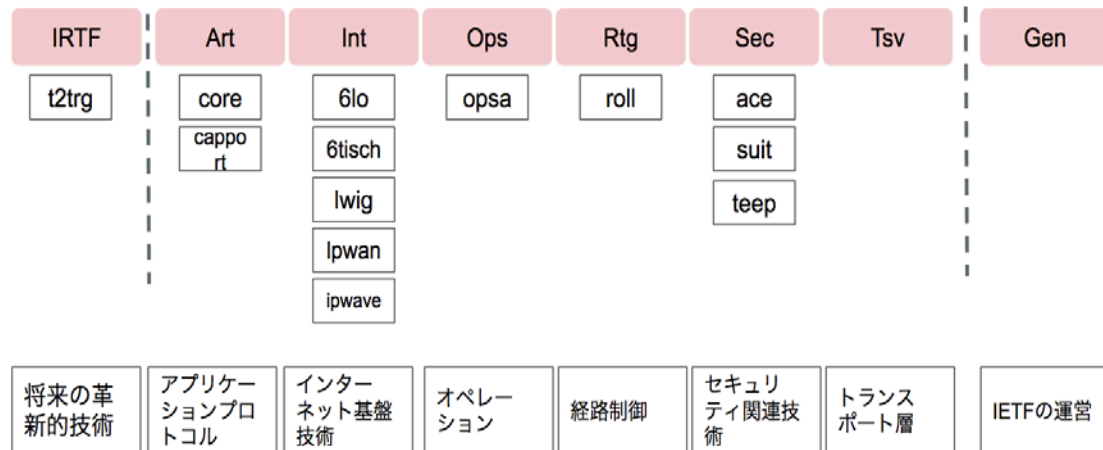 IRTF Art Int Ops Rtg Sec Tsv Gen
t2trg core 6lo opsa roll ace
cappo
rt
6tisch suit
lwig teep
lpwan
ipwave
将来の革
新的技術
アプリケー
ションプロ
トコル
インター
ネット基盤
技術
オペレー
ション
経路制御
セキュリ
ティ関連技
術
トランス
ポート層
IETFの運営